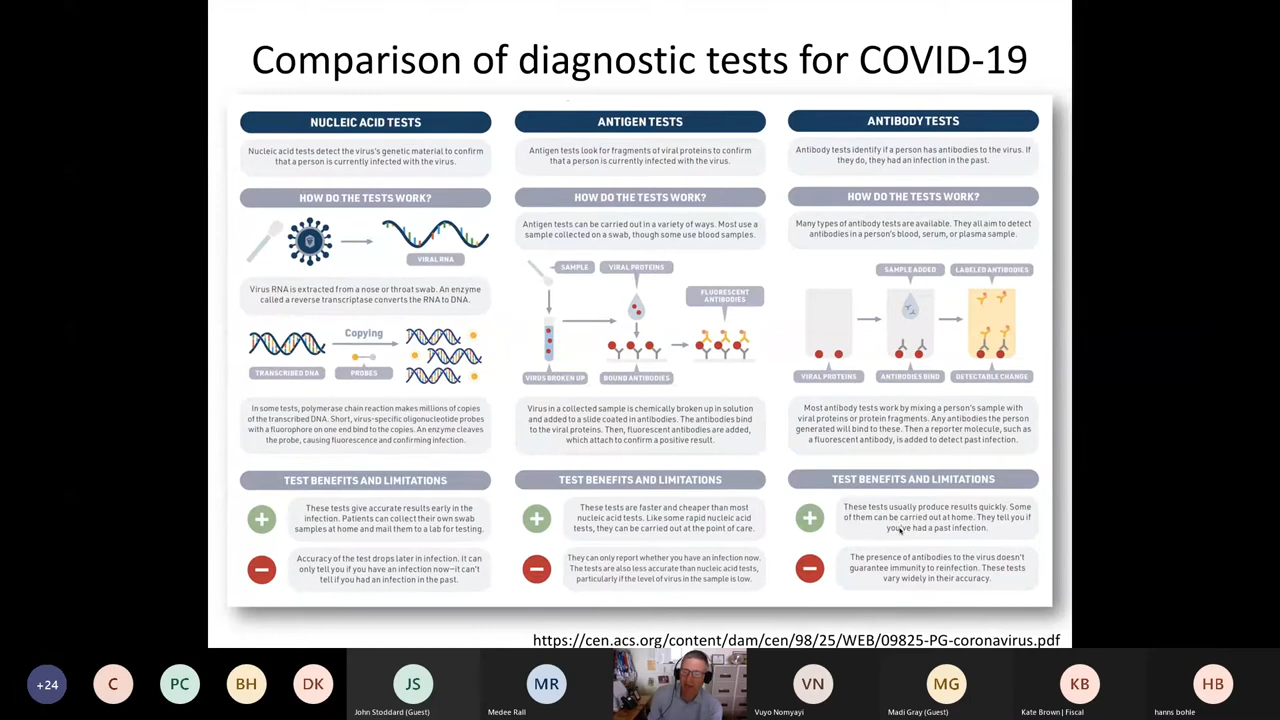 Comparison of diagnostic tests for COVID-19
NUCLEIC ACID TESTS
Nucleic acid tests detect the virus's genetic material to confirm
that a person is currently infected with the virus.
HOW DO THE TESTS WORK?
VIRAL RNA
Virus RNA is extracted from a nose or throat swab. An enzyme
called a reverse transcriptase converts the RNA to DNA.
Copying
TRANSCRIBED DNA
PROBES
In some tests, polymerase chain reaction makes millions of copies
of the transcribed DNA. Short, virus-specific oligonucleotide probes
with a fluorophore on one end bind to the copies. An enzyme cleaves
the probe, causing fluorescence and confirming infection.
TEST BENEFITS AND LIMITATIONS
These tests give accurate results early in the
infection. Patients can collect their own swab
samples at home and mail them to a lab for testing.
Accuracy of the test drops later in infection. It can
only tell you if you have an infection now—it can't
tell if you had an infection in the past.
ANTIGEN TESTS
Antigen tests look for fragments of viral proteins to confirm
that a person is currently infected with the virus.
HOW DO THE TESTS WORK?
Antigen tests can be carried out in a variety of ways. Most use a
sample collected on a swab, though some use blood samples.
SAMPLE
VIRAL PROTEINS
FLUORESCENT
ANTIBODIES
VIRUS BROKEN UP
BOUND ANTIBODIES
Virus in a collected sample is chemically broken up in solution
and added to a slide coated in antibodies. The antibodies bind
to the viral proteins. Then, fluorescent antibodies are added,
which attach to confirm a positive result.
TEST BENEFITS AND LIMITATIONS
These tests are faster and cheaper than most
nucleic acid tests. Like some rapid nucleic acid
tests, they can be carried out at the point of care.
They can only report whether you have an infection now.
The tests are also less accurate than nucleic acid tests,
particularly if the level of virus in the sample is low.
ANTIBODY TESTS
Antibody tests identify if a person has antibodies to the virus. If
they do, they had an infection in the past.
HOW DO THE TESTS WORK?
Many types of antibody tests are available. They all aim to detect
antibodies in a person's blood, serum, or plasma sample.
SAMPLE ADDED
LABELED ANTIBODIES
VIRAL PROTEINS
ANTIBODIES BIND
DETECTABLE CHANGE
Most antibody tests work by mixing a person's sample with
viral proteins or protein fragments. Any antibodies the person
generated will bind to these. Then a reporter molecule, such as
a fluorescent antibody, is added to detect past infection.
TEST BENEFITS AND LIMITATIONS
These tests usually produce results quickly. Some
of them can be carried out at home. They tell you if
you've had a past infection.
The presence of antibodies to the virus doesn't
guarantee immunity to reinfection. These tests
vary widely in their accuracy.
https://cen.acs.org/content/dam/cen/98/25/WEB/09825-PG-coronavirus.pdf
+24
C
PC
BH
DK
JS
John Stoddard (Guest)
MR
Medee Rall
VN
Vuyo Nomyayi
MG
Madi Gray (Guest)
KB
Kate Brown | Fiscal
HB
hanns bohle